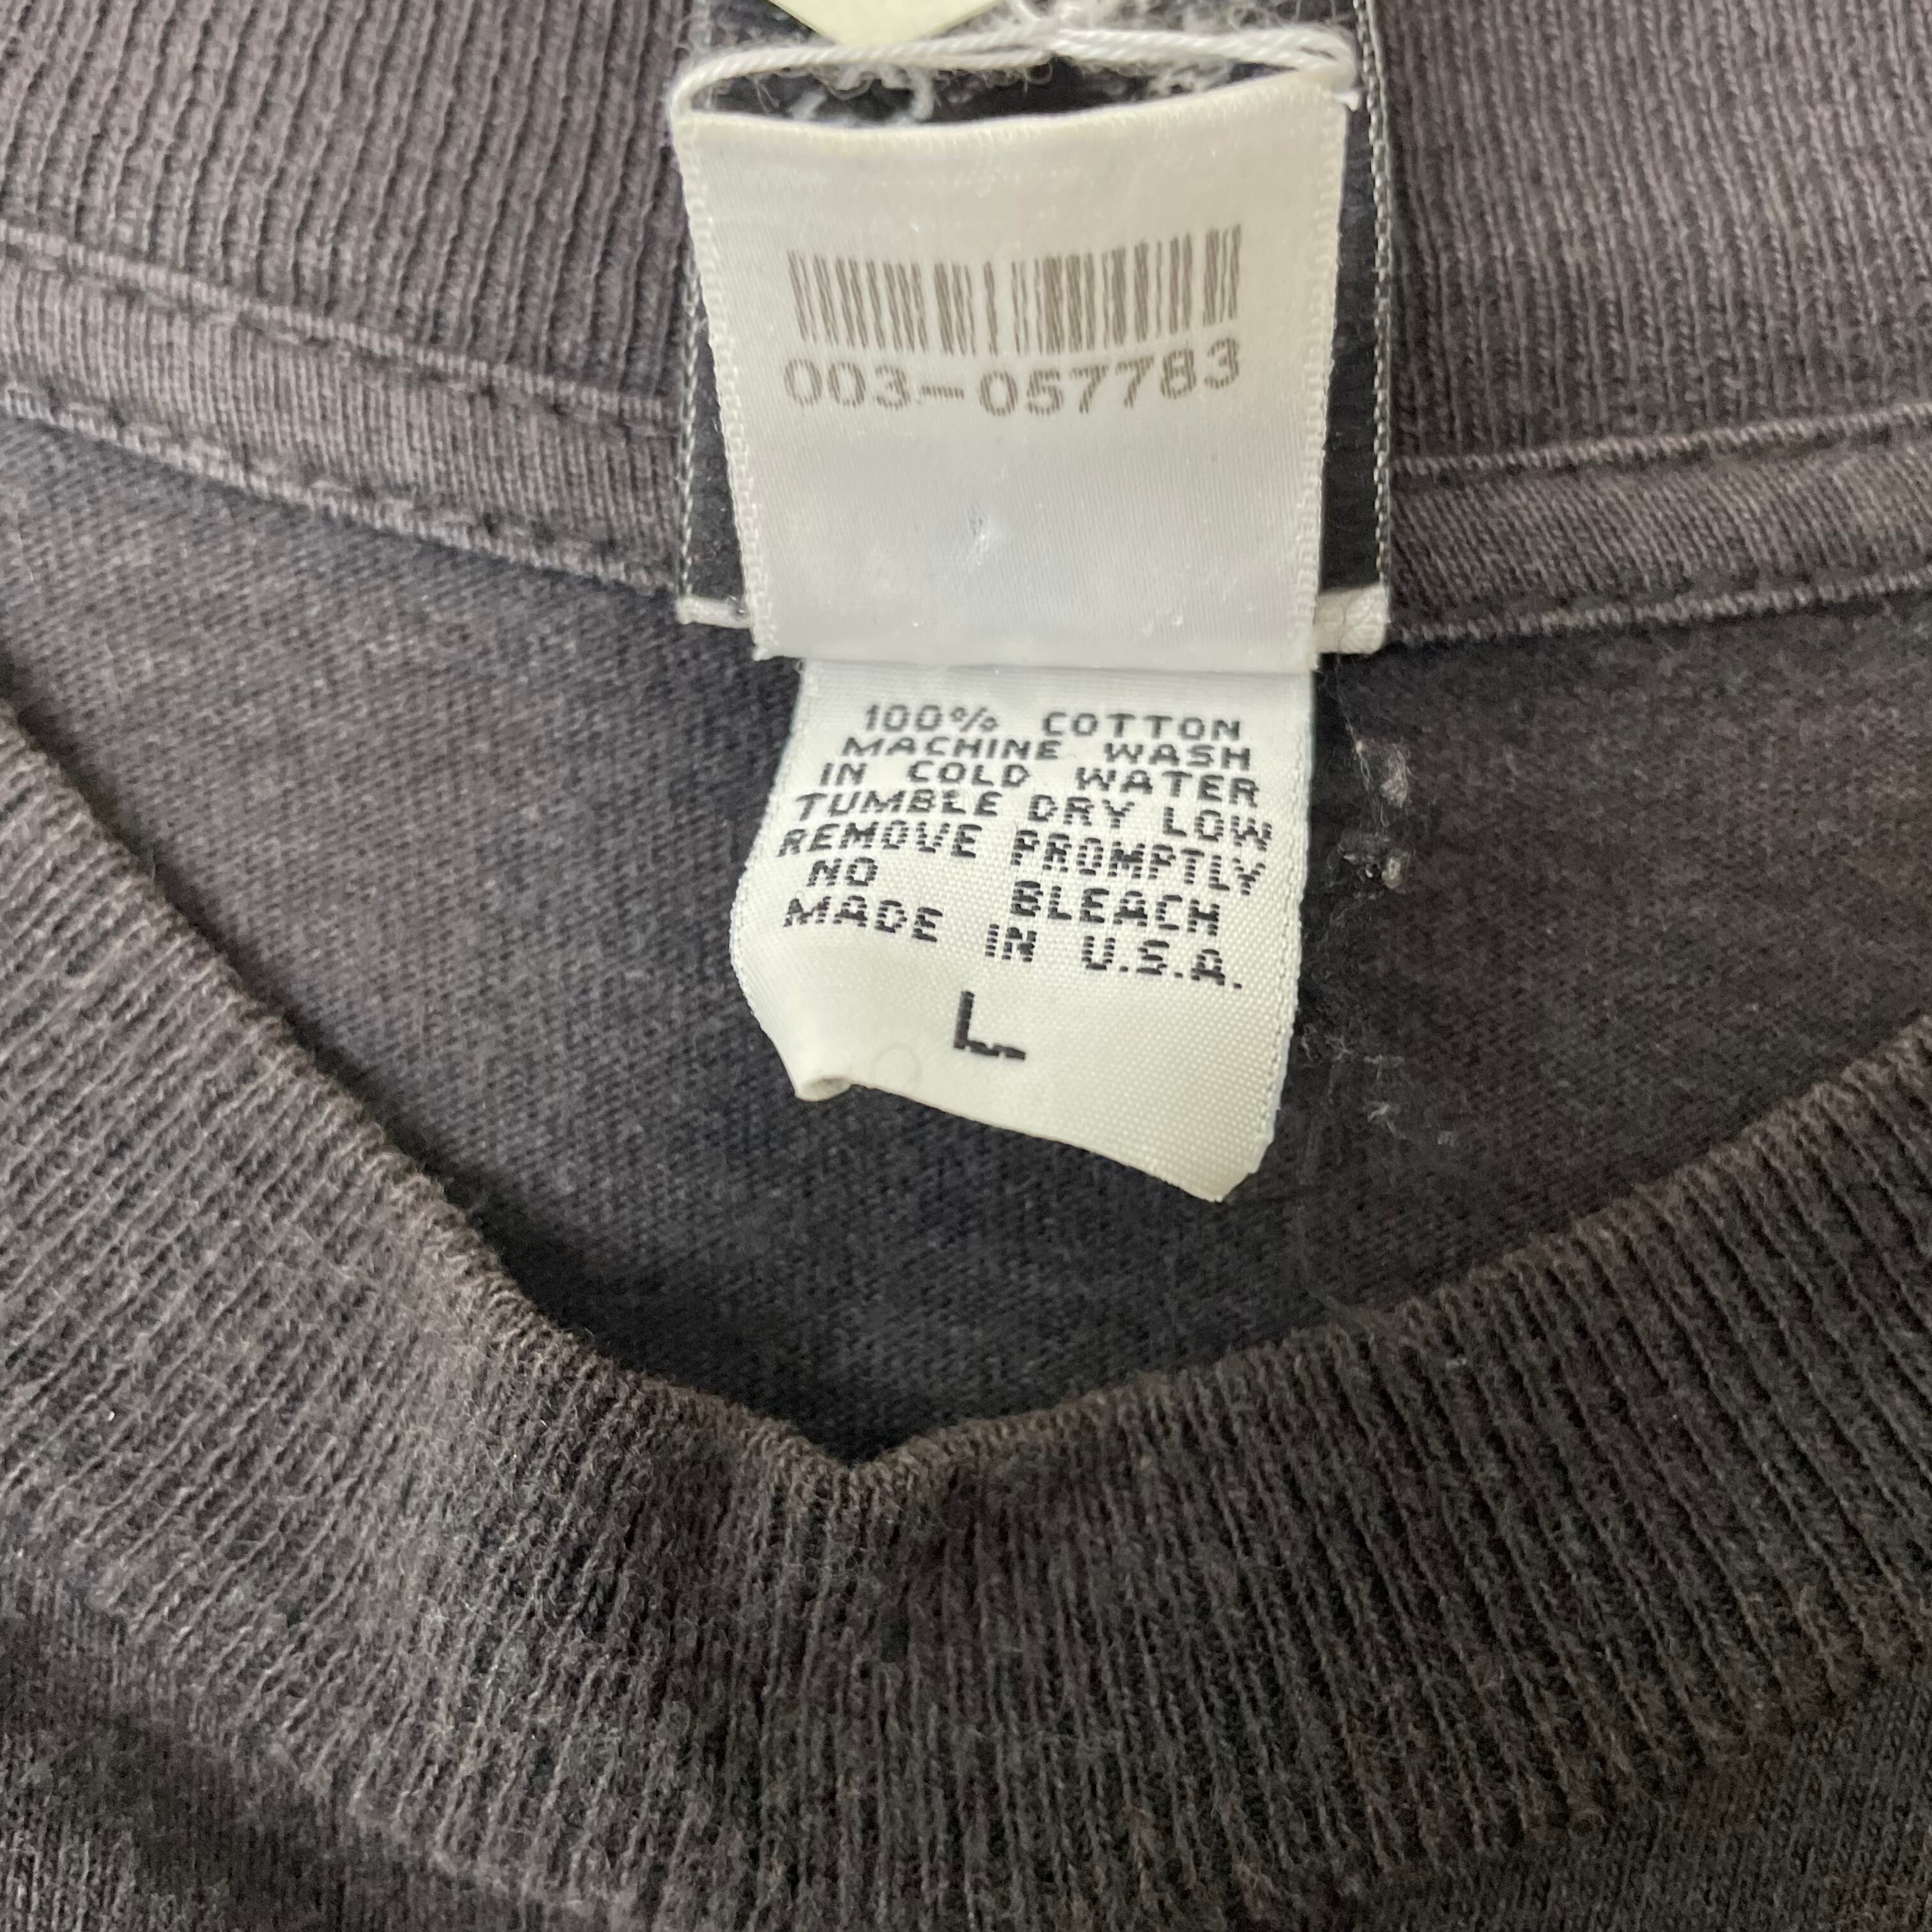 003-057783
100% COTTON
MACHINE WASH
IN COLD WATER
TUMBLE DRY LOW
REMOVE PROMPTLY
NO BLEACH
MADE IN U.S.A.
L